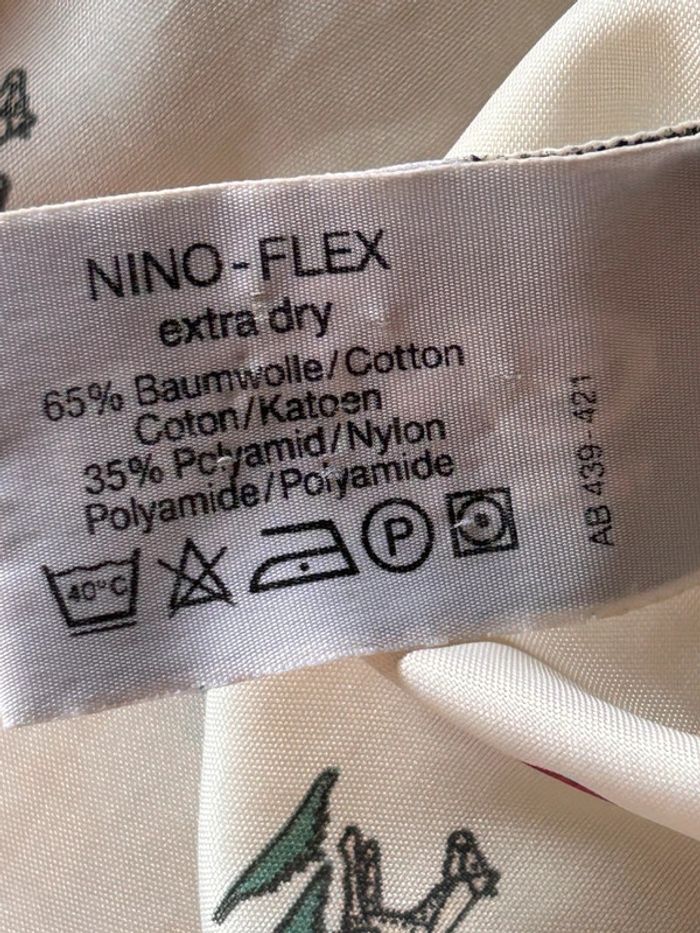 NINO-FLEX
extra dry
65% Baumwolle/Cotton
Coton/Katoen
35% Polyamid/Nylon
Polyamide/Polyamide
40°C
P
AB 439-421